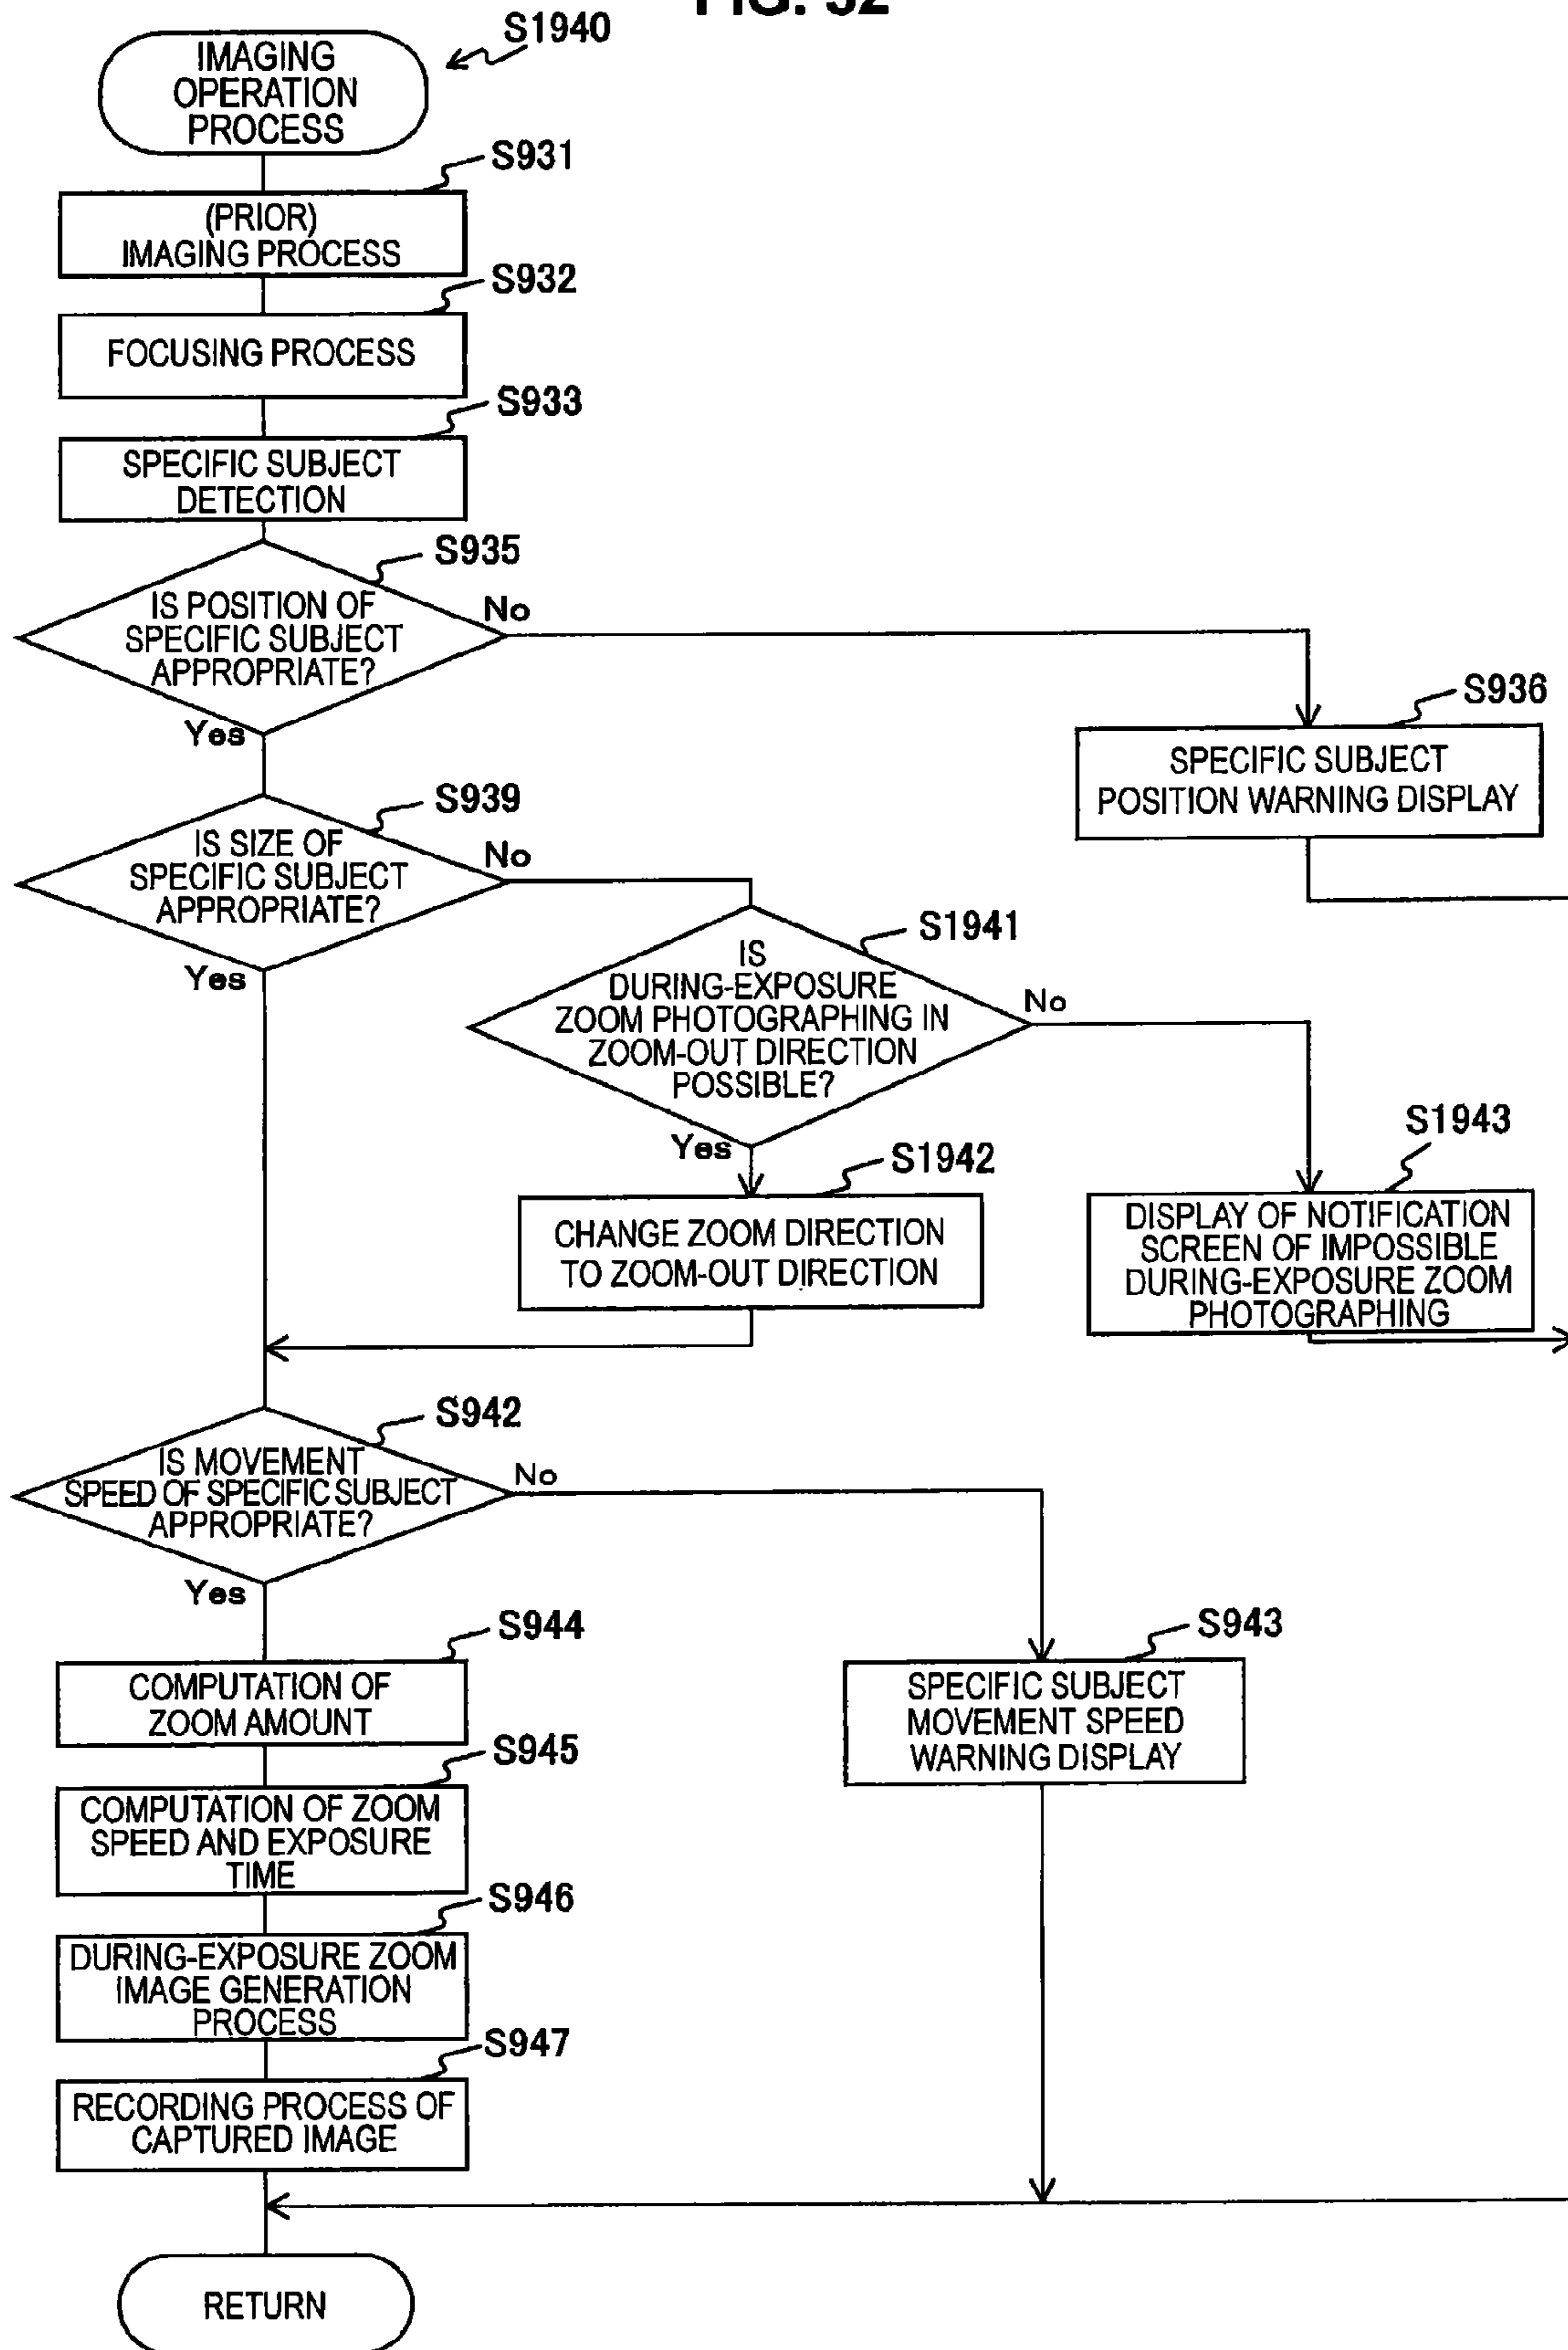 FIG. 32
S1940
IMAGING
OPERATION
PROCESS
S931
(PRIOR)
IMAGING PROCESS
S932
FOCUSING PROCESS
S933
SPECIFIC SUBJECT
DETECTION
S935
IS POSITION OF
SPECIFIC SUBJECT
APPROPRIATE?
No
Yes
S936
SPECIFIC SUBJECT
POSITION WARNING DISPLAY
S939
IS SIZE OF
SPECIFIC SUBJECT
APPROPRIATE?
No
Yes
S1941
IS
DURING-EXPOSURE
ZOOM PHOTOGRAPHING IN
ZOOM-OUT DIRECTION
POSSIBLE?
No
Yes
S1942
CHANGE ZOOM DIRECTION
TO ZOOM-OUT DIRECTION
S1943
DISPLAY OF NOTIFICATION
SCREEN OF IMPOSSIBLE
DURING-EXPOSURE ZOOM
PHOTOGRAPHING
S942
IS MOVEMENT
SPEED OF SPECIFIC SUBJECT
APPROPRIATE?
No
Yes
S943
SPECIFIC SUBJECT
MOVEMENT SPEED
WARNING DISPLAY
S944
COMPUTATION OF
ZOOM AMOUNT
S945
COMPUTATION OF ZOOM
SPEED AND EXPOSURE
TIME
S946
DURING-EXPOSURE ZOOM
IMAGE GENERATION
PROCESS
S947
RECORDING PROCESS OF
CAPTURED IMAGE
RETURN